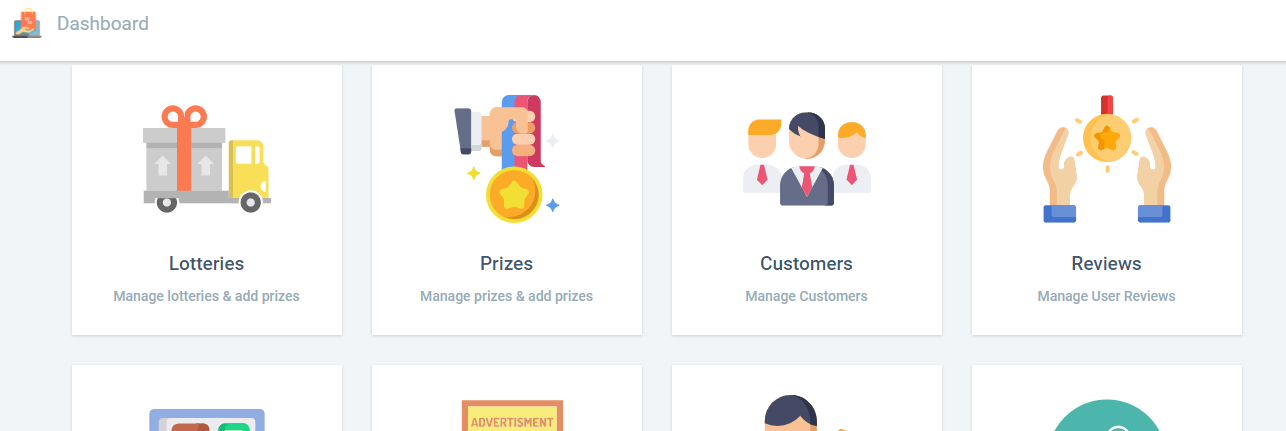 Dashboard
Lotteries
Manage lotteries & add prizes
Prizes
Manage prizes & add prizes
Customers
Manage Customers
Reviews
Manage User Reviews
ADVERTISMENT